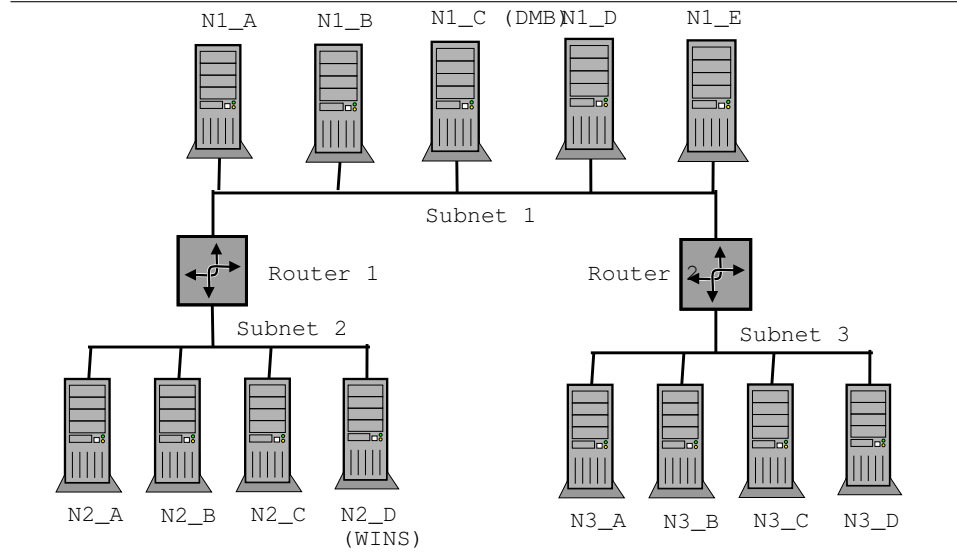 N1_A N1_B N1_C (DMB) N1_D N1_E
Subnet 1
Router 1 Router 2
Subnet 2 Subnet 3
N2_A N2_B N2_C N2_D N3_A N3_B N3_C N3_D
(WINS)